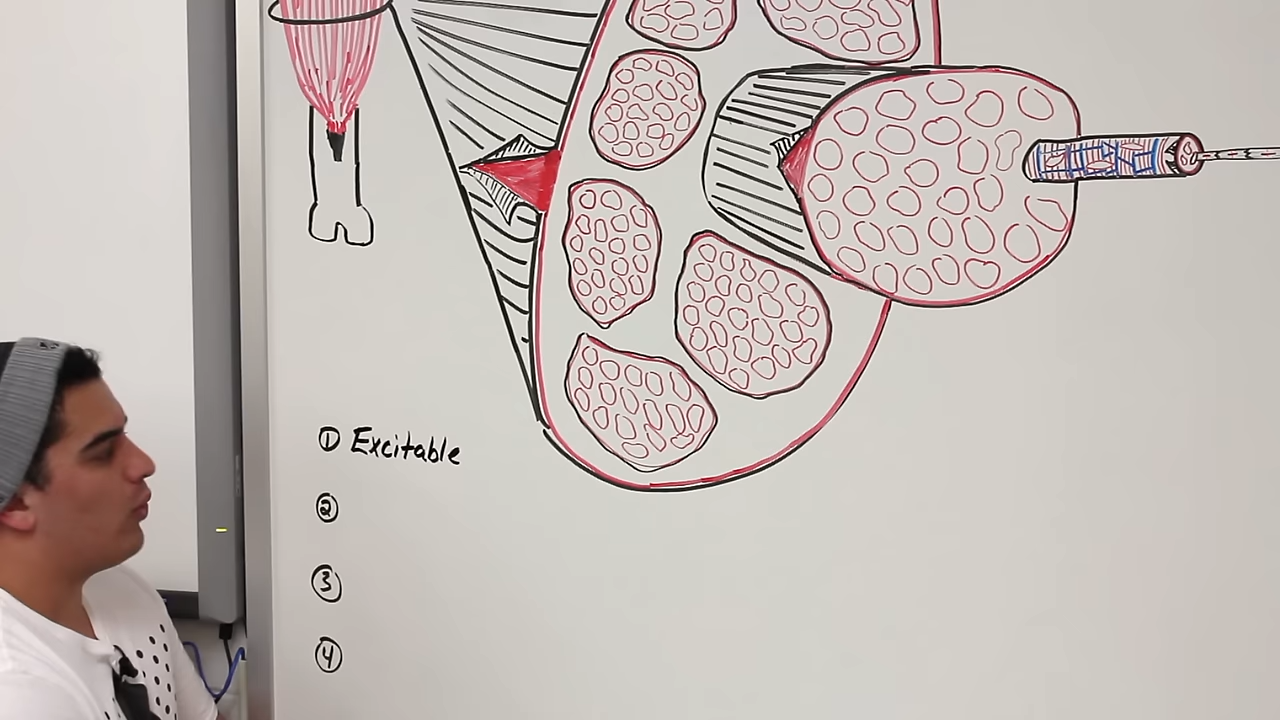 ① Excitable
②
③
④